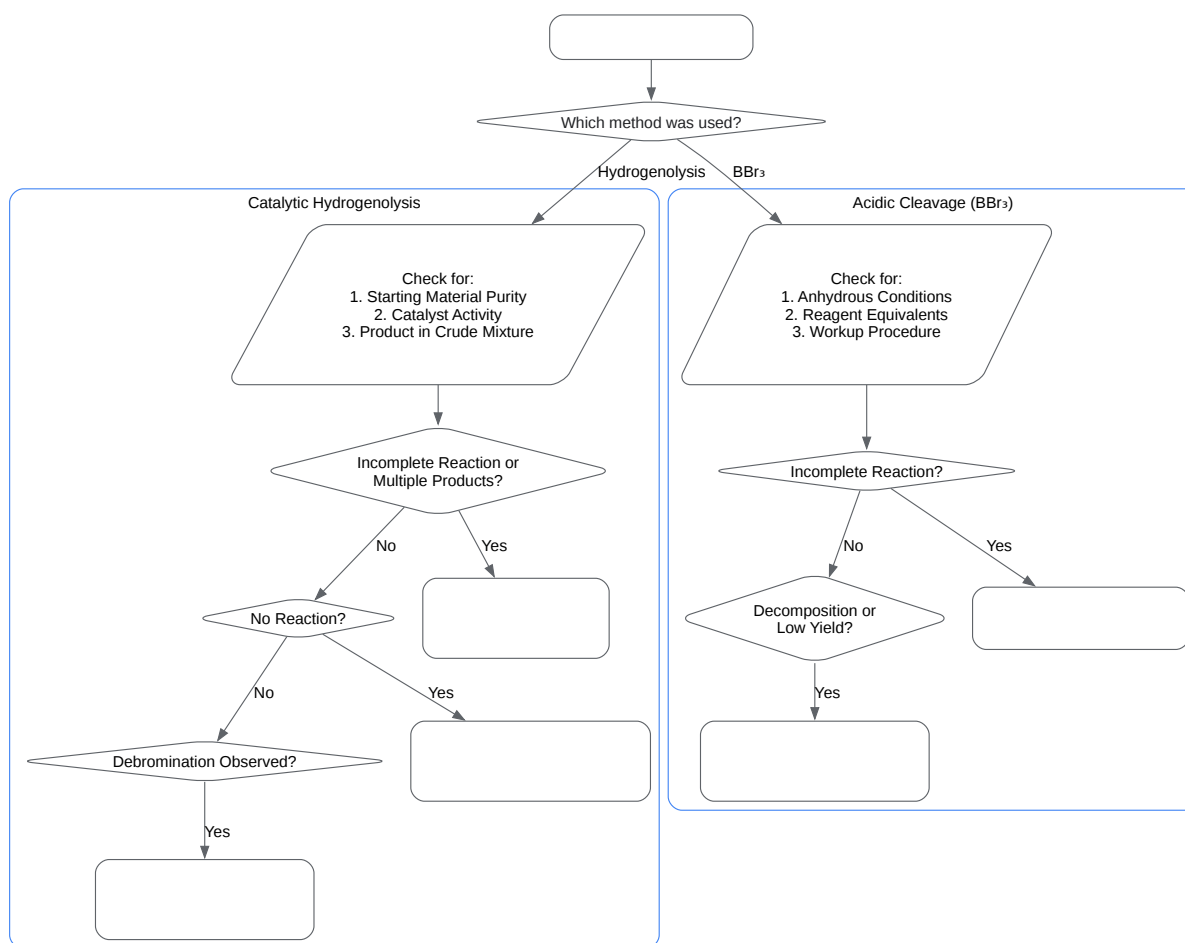 Which method was used?
Hydrogenolysis
BBr₃
Catalytic Hydrogenolysis
Check for:
1. Starting Material Purity
2. Catalyst Activity
3. Product in Crude Mixture
Incomplete Reaction or
Multiple Products?
No
Yes
No Reaction?
No
Yes
Debromination Observed?
Yes
Acidic Cleavage (BBr₃)
Check for:
1. Anhydrous Conditions
2. Reagent Equivalents
3. Workup Procedure
Incomplete Reaction?
No
Yes
Decomposition or
Low Yield?
Yes